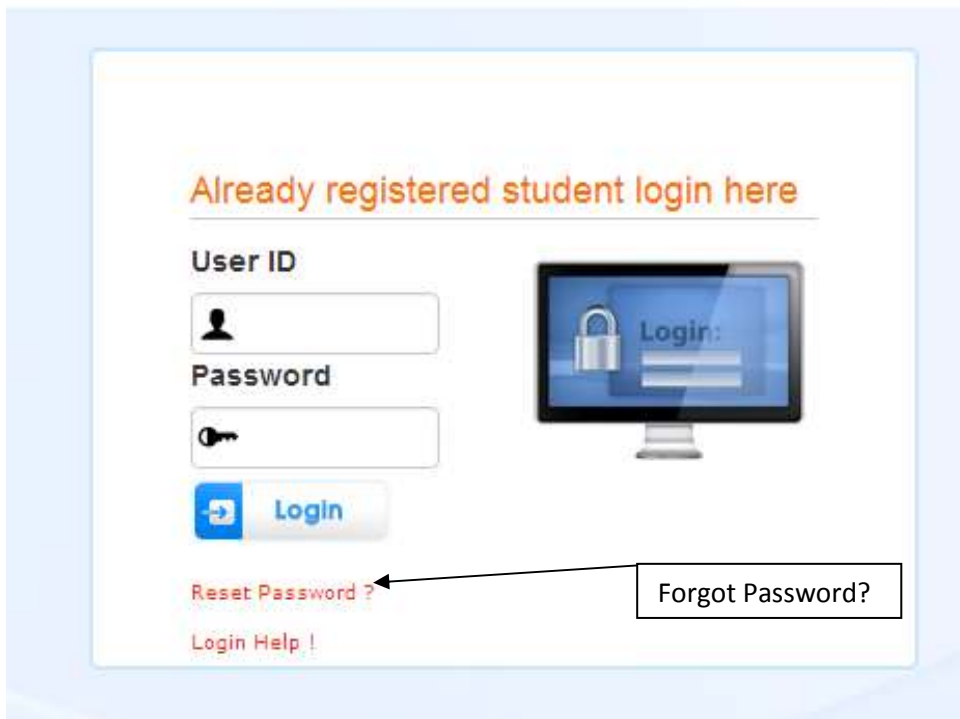 Already registered student login here
User ID
Login:
Password
Login
Reset Password ?
Forgot Password?
Login Help !